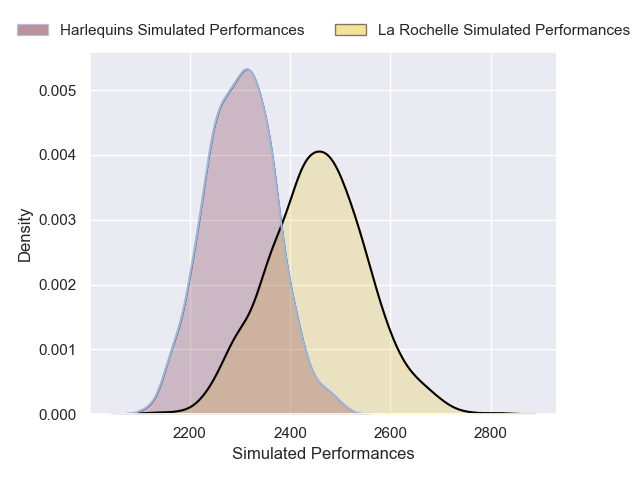 Harlequins Simulated Performances La Rochelle Simulated Performances
0.005
0.004
0.003
0.002
0.001
0.000
Density
2200 2400 2600 2800
Simulated Performances